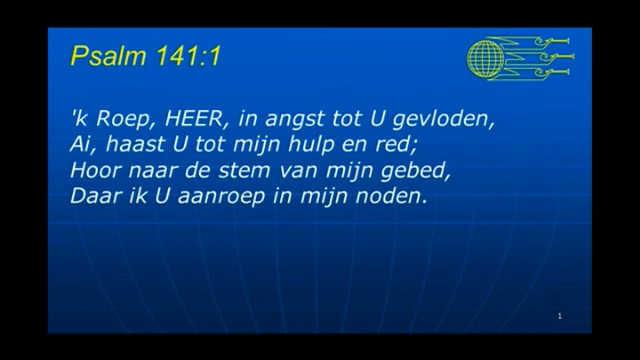 Psalm 141:1
'k Roep, HEER, in angst tot U gevloden,
Ai, haast U tot mijn hulp en red;
Hoor naar de stem van mijn gebed,
Daar ik U aanroep in mijn noden.
1